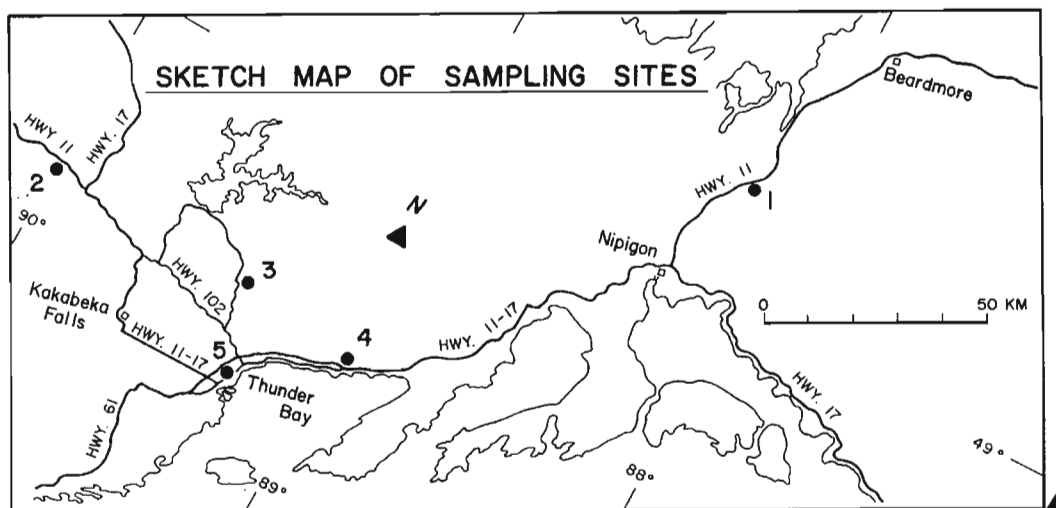 SKETCH MAP OF SAMPLING SITES
Beardmore
HWY. 11
HWY. 17
2
HWY. 11
1
N
90°
Nipigon
3
0 50 KM
HWY. 102
Kakabeka
Falls
HWY. 11-17
4
HWY. 11-17
5
Thunder
Bay
HWY. 17
HWY. 61
49°
89°
88°